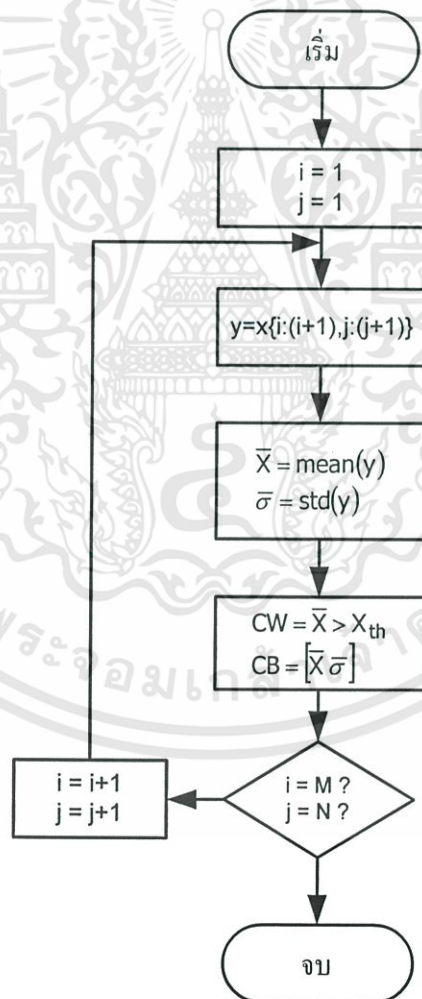 เริ่ม
i = 1
j = 1
y=x{i:(i+1),j:(j+1)}
X̅ = mean(y)
σ̅ = std(y)
CW = X̅ > X_th
CB = [X̅ σ̅]
i = M ?
j = N ?
i = i+1
j = j+1
จบ